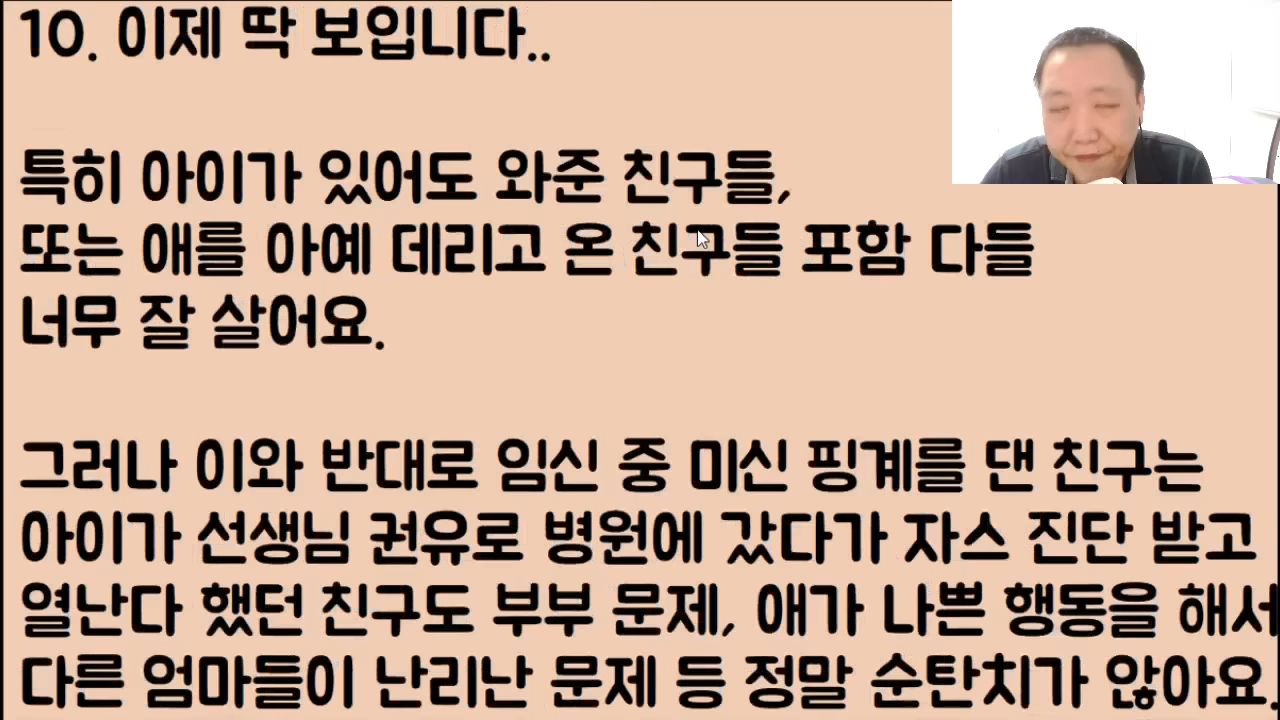 10. 이제 딱 보입니다..
특히 아이가 있어도 와준 친구들,
또는 애를 아예 데리고 온 친구들 포함 다들
너무 잘 살어요.
그러나 이와 반대로 임신 중 미신 핑계를 댄 친구는
아이가 선생님 권유로 병원에 갔다가 자스 진단 받고
열난다 했던 친구도 부부 문제, 애가 나쁜 행동을 해서
다른 엄마들이 난리난 문제 등 정말 순탄치가 않아요.